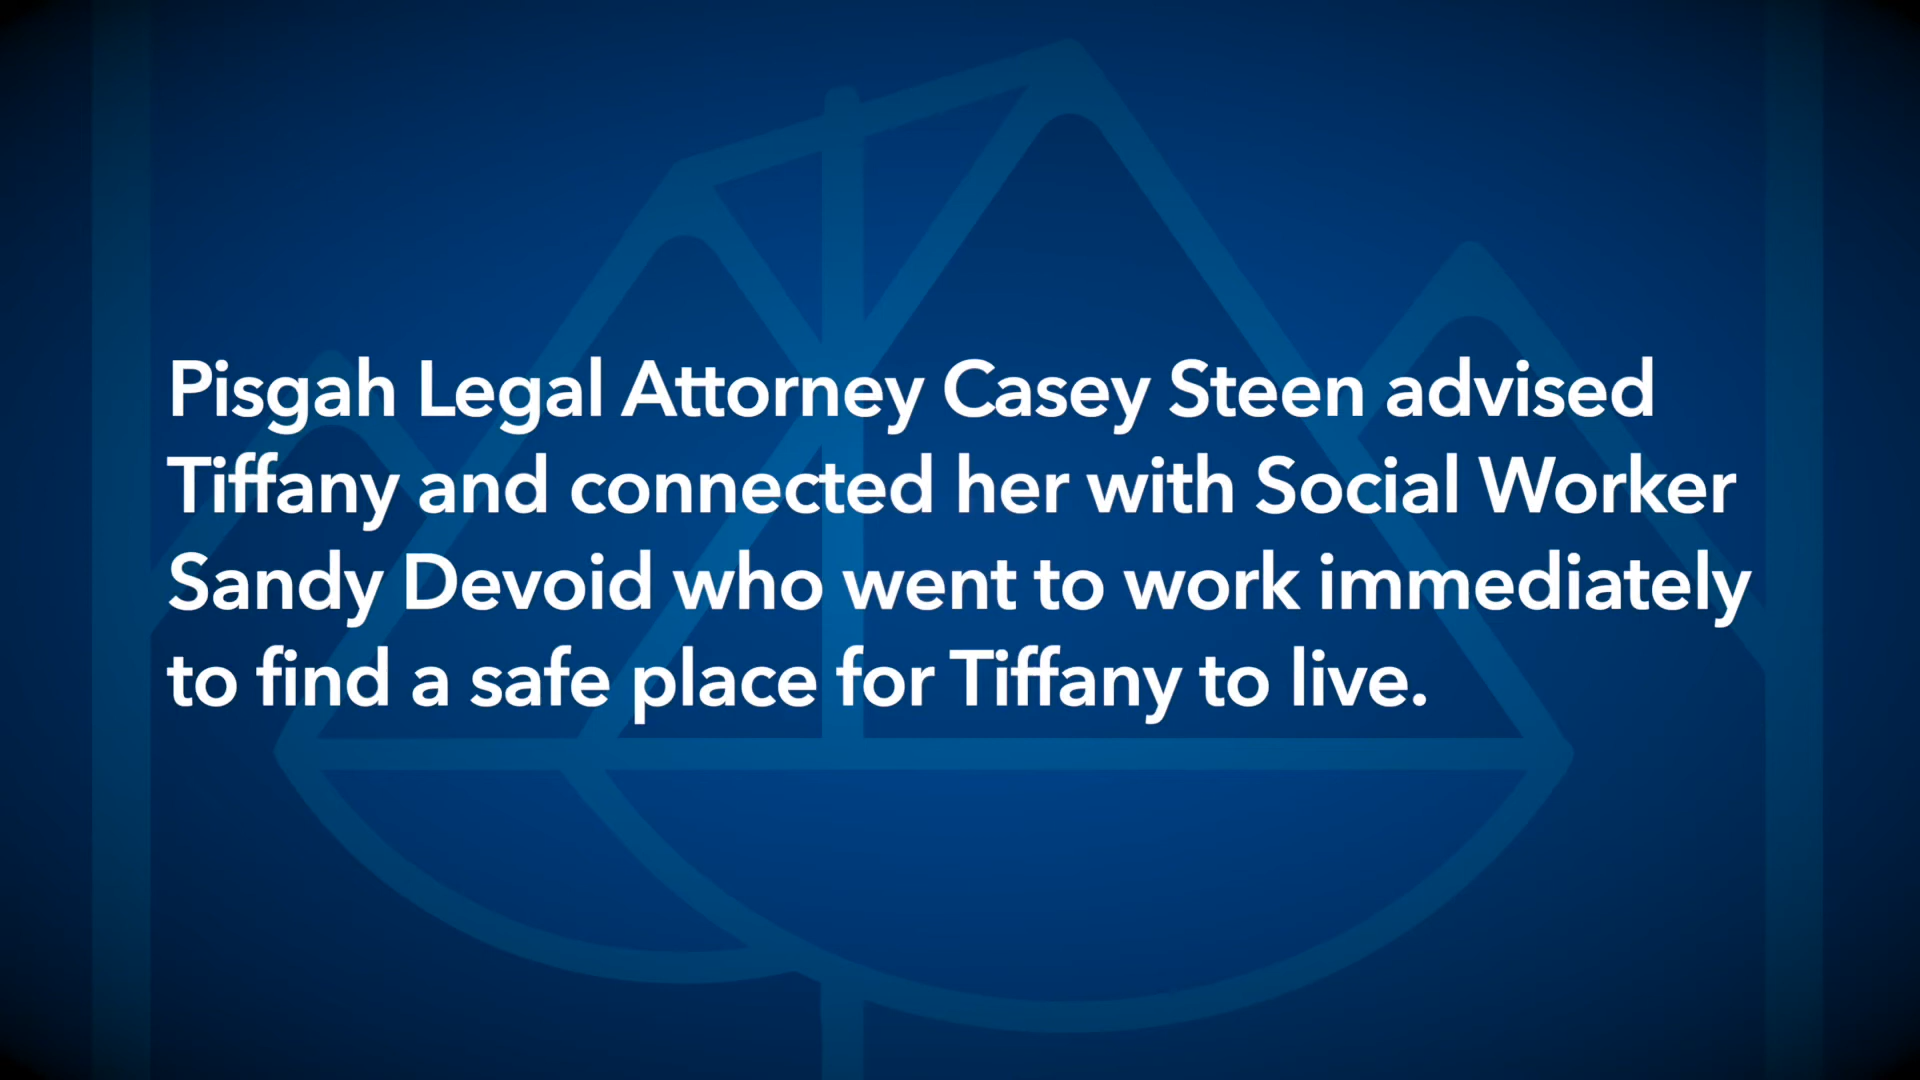 Pisgah Legal Attorney Casey Steen advised
Tiffany and connected her with Social Worker
Sandy Devoid who went to work immediately
to find a safe place for Tiffany to live.